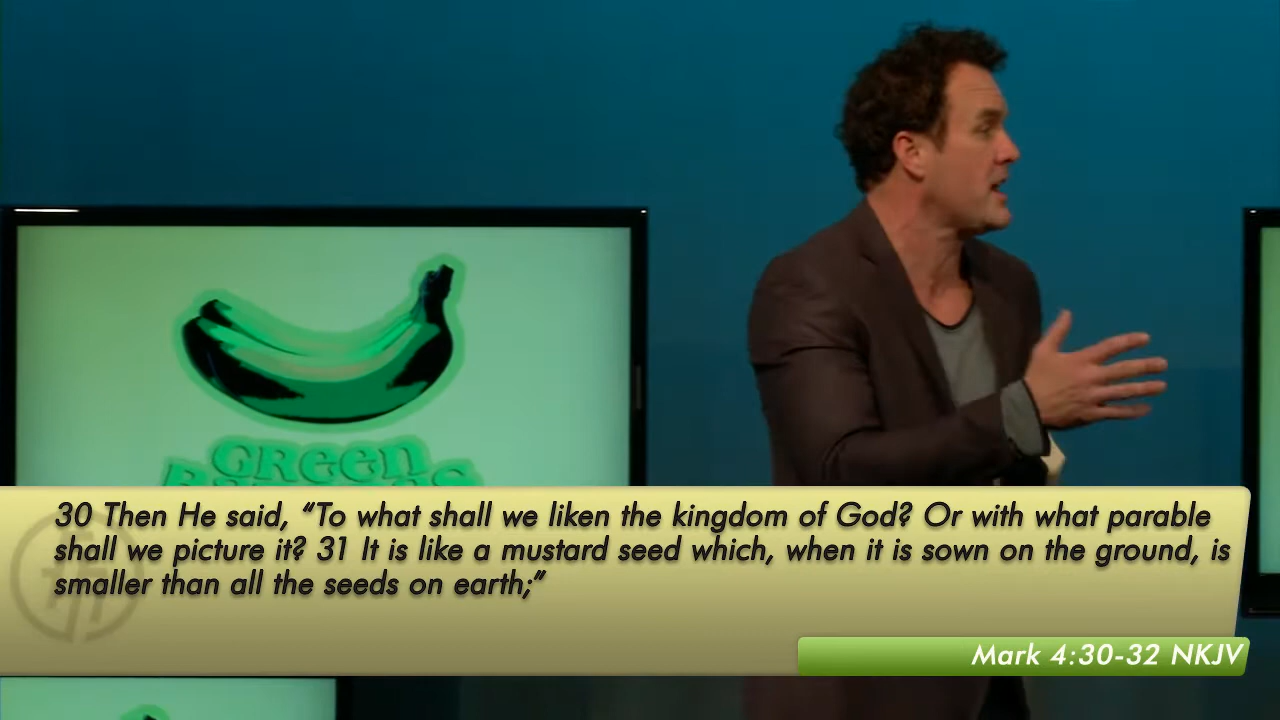 GREEN
30 Then He said, “To what shall we liken the kingdom of God? Or with what parable
shall we picture it? 31 It is like a mustard seed which, when it is sown on the ground, is
smaller than all the seeds on earth;”
Mark 4:30-32 NKJV